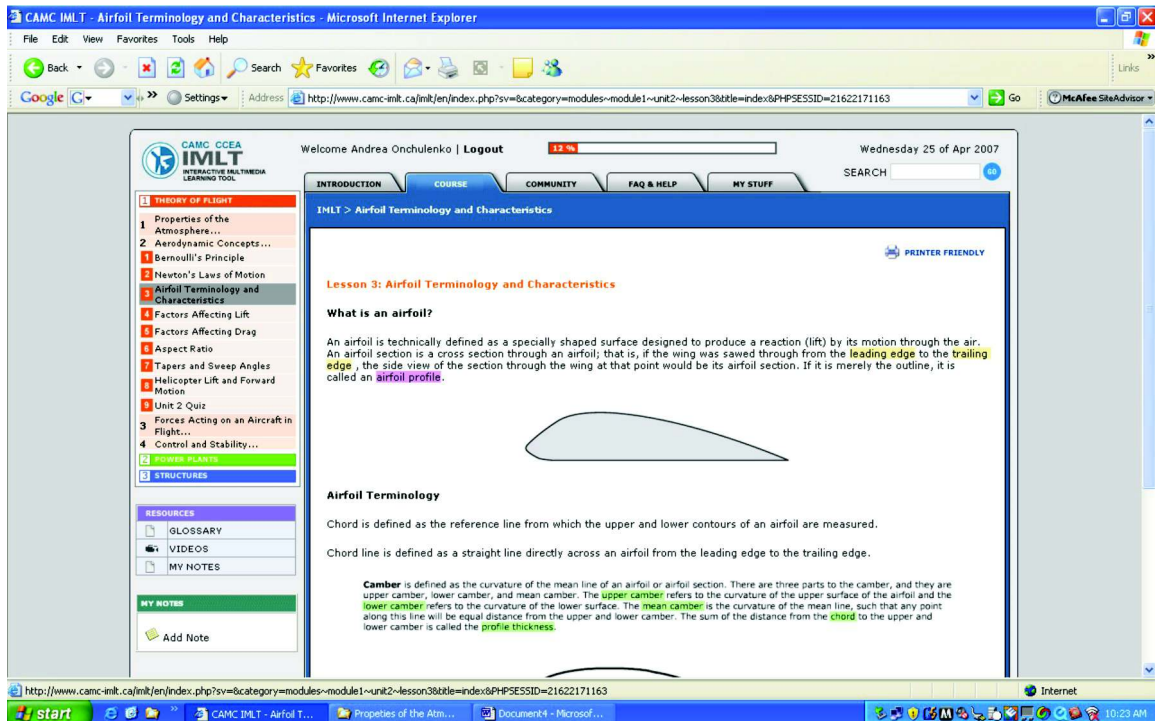 CAMC IMLT - Airfoil Terminology and Characteristics - Microsoft Internet Explorer
File Edit View Favorites Tools Help
Back Search Favorites Links
Google G Settings Address http://www.camc-imlt.ca/imlt/en/index.php?sv=&category=modules~module1~unit2~lesson3&title=index&PHPSESSID=21622171163 Go McAfee SiteAdvisor
CAMC CCEA
IMLT
INTERACTIVE MULTIMEDIA
LEARNING TOOL
Welcome Andrea Onchulenko | Logout 12 % Wednesday 25 of Apr 2007
SEARCH GO
INTRODUCTION COURSE COMMUNITY FAQ & HELP MY STUFF
1 THEORY OF FLIGHT
1 Properties of the
Atmosphere...
2 Aerodynamic Concepts...
1 Bernoulli's Principle
2 Newton's Laws of Motion
3 Airfoil Terminology and
Characteristics
4 Factors Affecting Lift
5 Factors Affecting Drag
6 Aspect Ratio
7 Tapers and Sweep Angles
8 Helicopter Lift and Forward
Motion
9 Unit 2 Quiz
3 Forces Acting on an Aircraft in
Flight...
4 Control and Stability...
2 POWER PLANTS
3 STRUCTURES
RESOURCES
GLOSSARY
VIDEOS
MY NOTES
MY NOTES
Add Note
IMLT > Airfoil Terminology and Characteristics
PRINTER FRIENDLY
Lesson 3: Airfoil Terminology and Characteristics
What is an airfoil?
An airfoil is technically defined as a specially shaped surface designed to produce a reaction (lift) by its motion through the air.
An airfoil section is a cross section through an airfoil; that is, if the wing was sawed through from the leading edge to the trailing
edge , the side view of the section through the wing at that point would be its airfoil section. If it is merely the outline, it is
called an airfoil profile.
Airfoil Terminology
Chord is defined as the reference line from which the upper and lower contours of an airfoil are measured.
Chord line is defined as a straight line directly across an airfoil from the leading edge to the trailing edge.
Camber is defined as the curvature of the mean line of an airfoil or airfoil section. There are three parts to the camber, and they are
upper camber, lower camber, and mean camber. The upper camber refers to the curvature of the upper surface of the airfoil and the
lower camber refers to the curvature of the lower surface. The mean camber is the curvature of the mean line, such that any point
along this line will be equal distance from the upper and lower camber. The sum of the distance from the chord to the upper and
lower camber is called the profile thickness.
http://www.camc-imlt.ca/imlt/en/index.php?sv=&category=modules~module1~unit2~lesson3&title=index&PHPSESSID=21622171163 Internet
start CAMC IMLT - Airfoil T... Propeties of the Atm... Document4 - Microsof... 10:23 AM